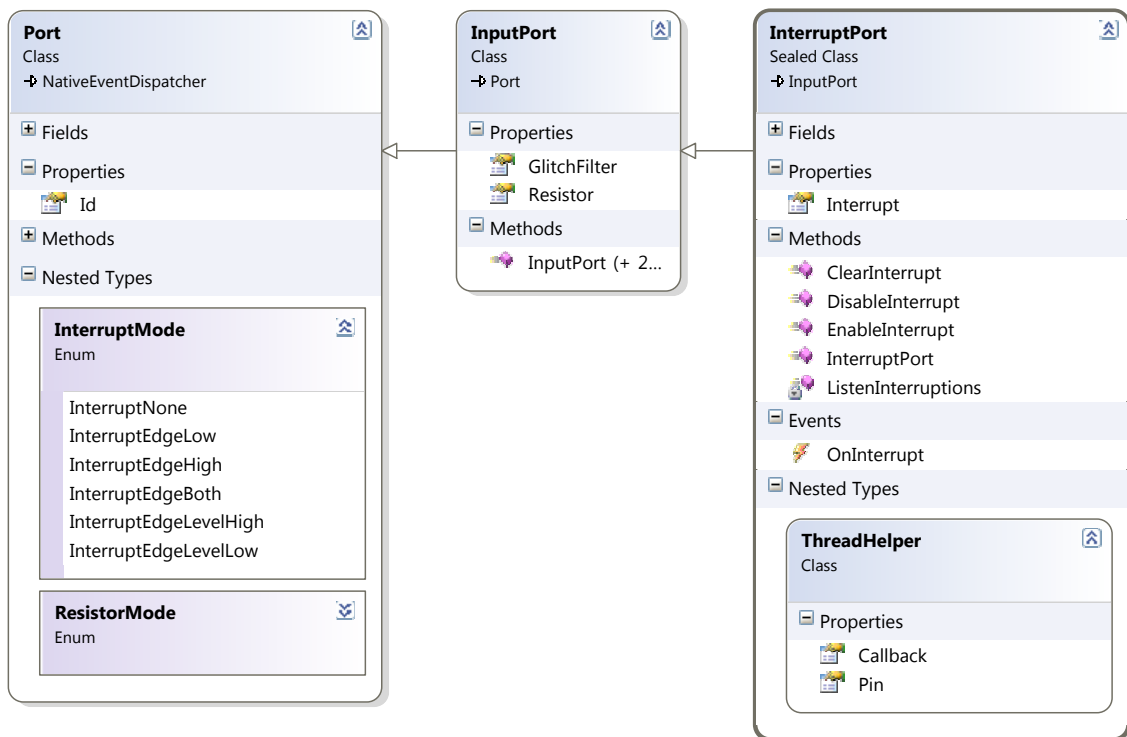 Port
Class
NativeEventDispatcher
Fields
Properties
Id
Methods
Nested Types
InterruptMode
Enum
InterruptNone
InterruptEdgeLow
InterruptEdgeHigh
InterruptEdgeBoth
InterruptEdgeLevelHigh
InterruptEdgeLevelLow
ResistorMode
Enum
InputPort
Class
Port
Properties
GlitchFilter
Resistor
Methods
InputPort (+ 2...
InterruptPort
Sealed Class
InputPort
Fields
Properties
Interrupt
Methods
ClearInterrupt
DisableInterrupt
EnableInterrupt
InterruptPort
ListenInterruptions
Events
OnInterrupt
Nested Types
ThreadHelper
Class
Properties
Callback
Pin